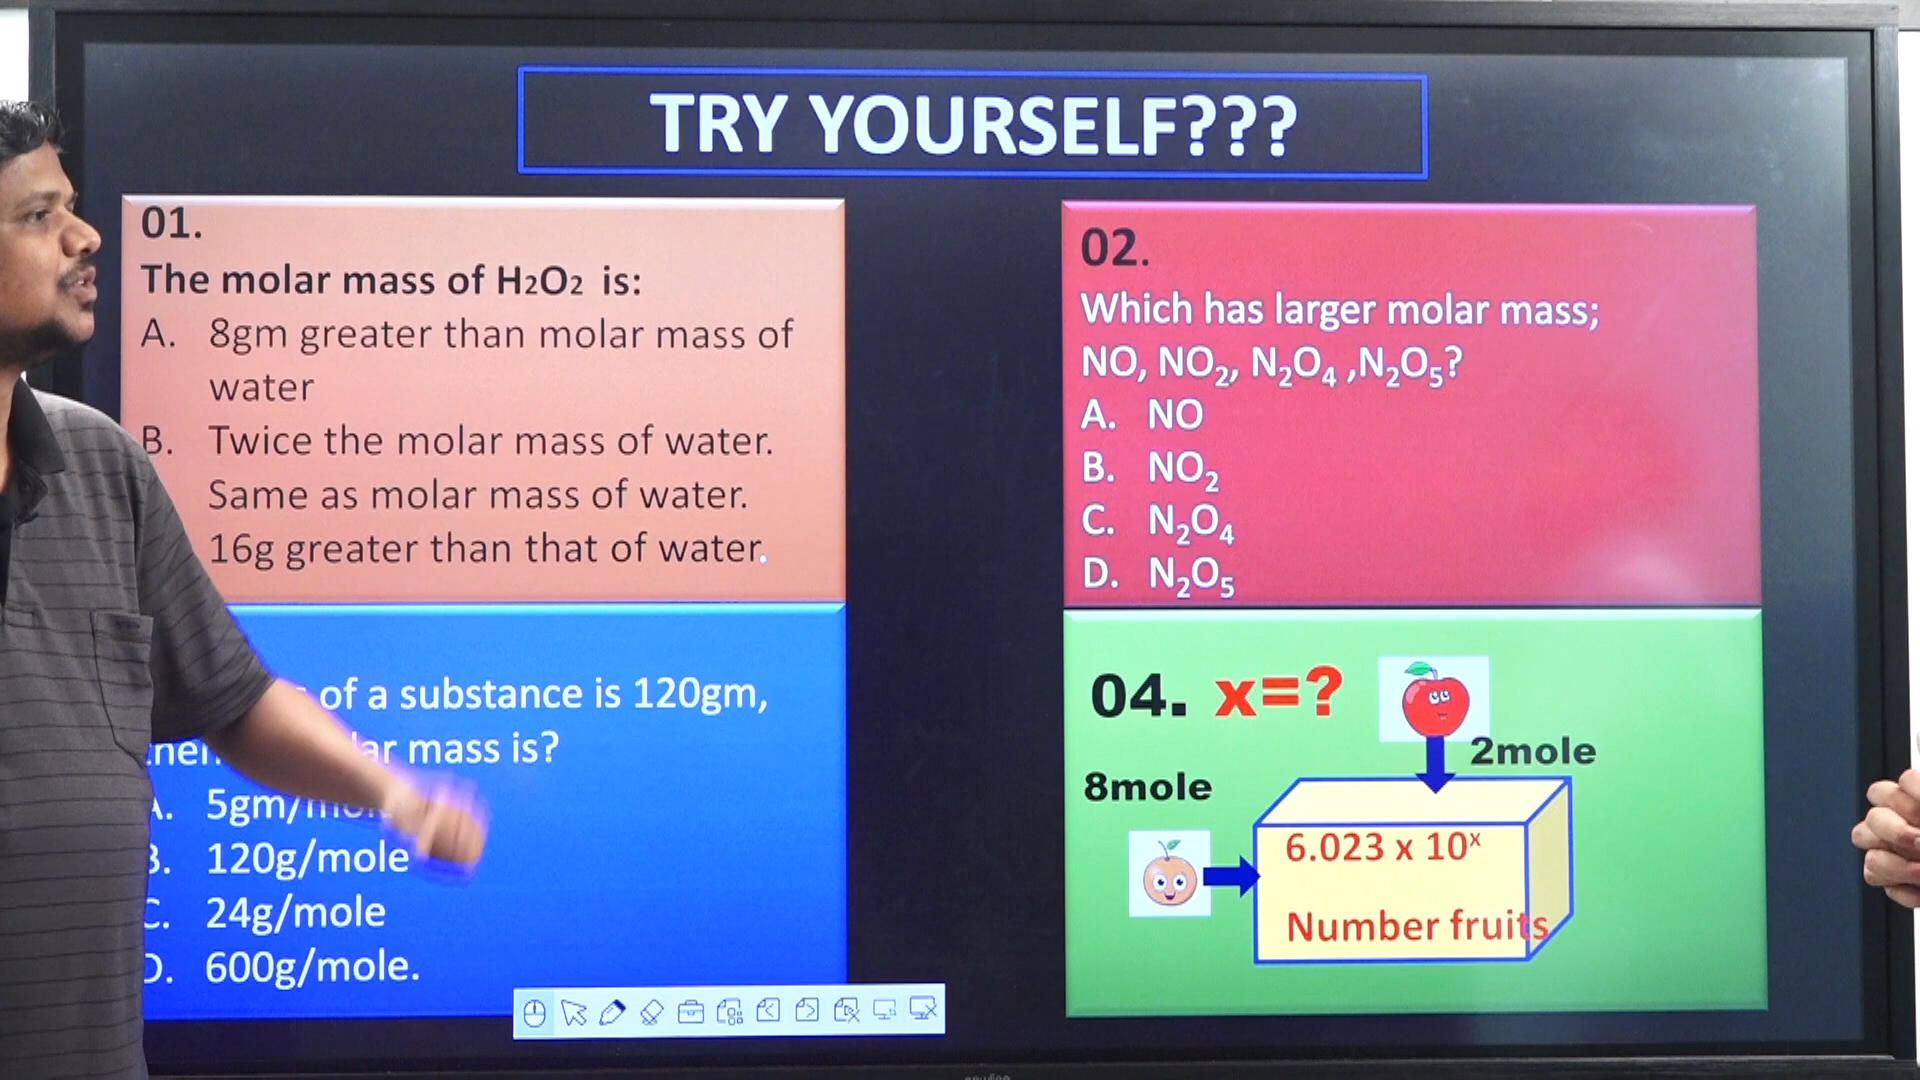 TRY YOURSELF???
01.
The molar mass of H₂O₂ is:
A. 8gm greater than molar mass of
water
B. Twice the molar mass of water.
Same as molar mass of water.
16g greater than that of water.
02.
Which has larger molar mass;
NO, NO₂, N₂O₄ ,N₂O₅?
A. NO
B. NO₂
C. N₂O₄
D. N₂O₅
of a substance is 120gm,
mass is?
A. 5gm/
B. 120g/mole
C. 24g/mole
D. 600g/mole.
04. x=?
2mole
8mole
6.023 x 10ˣ
Number fruits